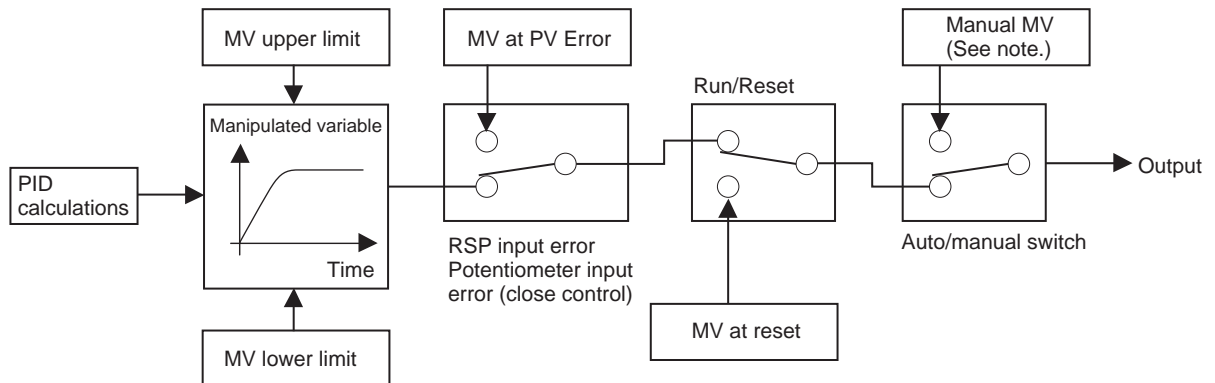 MV upper limit
MV at PV Error
Manual MV
(See note.)
Run/Reset
Manipulated variable
PID
calculations
Time
Output
RSP input error
Potentiometer input
error (close control)
Auto/manual switch
MV at reset
MV lower limit